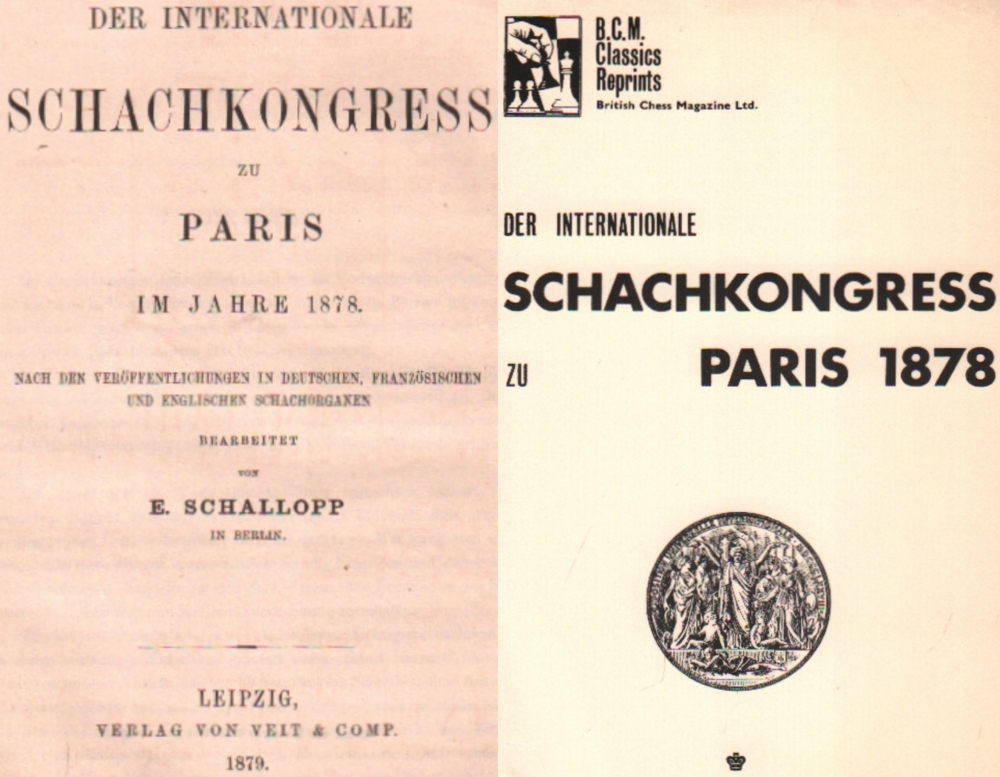 DER INTERNATIONALE
SCHACHKONGRESS
ZU
PARIS
IM JAHRE 1878.
NACH DEN VERÖFFENTLICHUNGEN IN DEUTSCHEN, FRANZÖSISCHEN
UND ENGLISCHEN SCHACHORGANEN
BEARBEITET
VON
E. SCHALLOPP
IN BERLIN.
LEIPZIG,
VERLAG VON VEIT & COMP.
1879.
B.C.M.
Classics
Reprints
British Chess Magazine Ltd.
DER INTERNATIONALE
SCHACHKONGRESS
ZU PARIS 1878